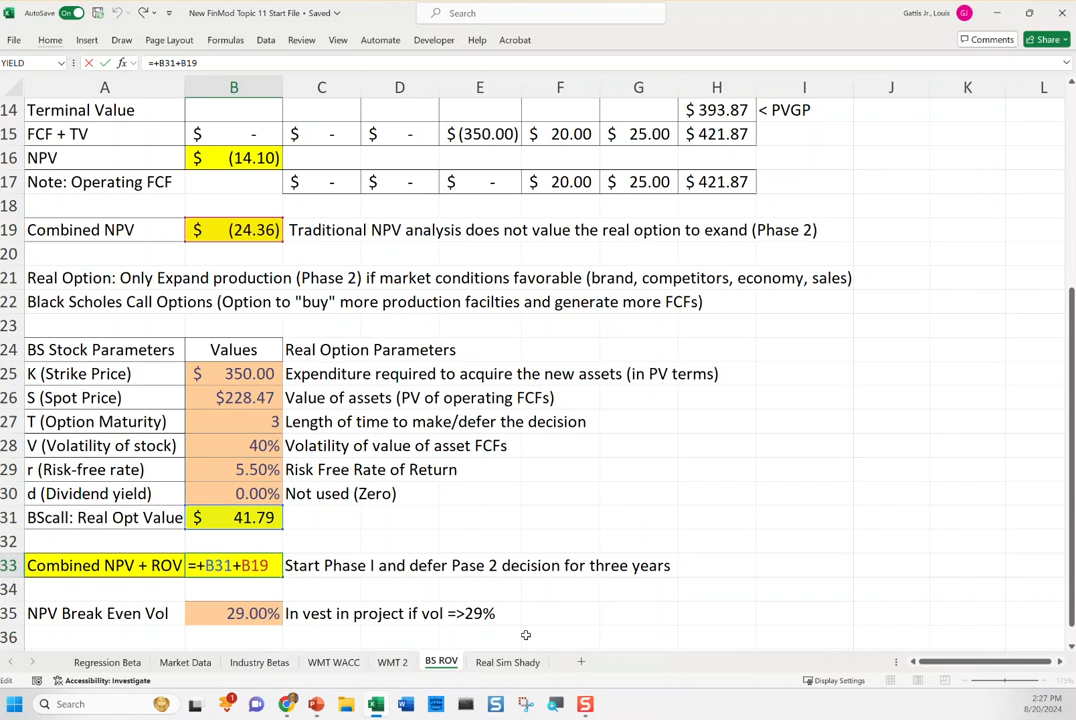 AutoSave On New FinMod Topic 11 Start File • Saved Search Gattis Jr., Louis GJ
File Home Insert Draw Page Layout Formulas Data Review View Automate Developer Help Acrobat Comments Share
YIELD fx =+B31+B19
A B C D E F G H I J K L
14 Terminal Value $ 393.87 < PVGP
15 FCF + TV $ - $ - $ - $ (350.00) $ 20.00 $ 25.00 $ 421.87
16 NPV $ (14.10)
17 Note: Operating FCF $ - $ - $ - $ 20.00 $ 25.00 $ 421.87
18
19 Combined NPV $ (24.36) Traditional NPV analysis does not value the real option to exand (Phase 2)
20
21 Real Option: Only Expand production (Phase 2) if market conditions favorable (brand, competitors, economy, sales)
22 Black Scholes Call Options (Option to "buy" more production facilties and generate more FCFs)
23
24 BS Stock Parameters Values Real Option Parameters
25 K (Strike Price) $ 350.00 Expenditure required to acquire the new assets (in PV terms)
26 S (Spot Price) $228.47 Value of assets (PV of operating FCFs)
27 T (Option Maturity) 3 Length of time to make/defer the decision
28 V (Volatility of stock) 40% Volatility of value of asset FCFs
29 r (Risk-free rate) 5.50% Risk Free Rate of Return
30 d (Dividend yield) 0.00% Not used (Zero)
31 BScall: Real Opt Value $ 41.79
32
33 Combined NPV + ROV =+B31+B19 Start Phase I and defer Pase 2 decision for three years
34
35 NPV Break Even Vol 29.00% In vest in project if vol =>29%
36
Regression Beta Market Data Industry Betas WMT WACC WMT 2 BS ROV Real Sim Shady
Edit Accessibility: Investigate Display Settings 175%
Search 1 2:27 PM
8/20/2024